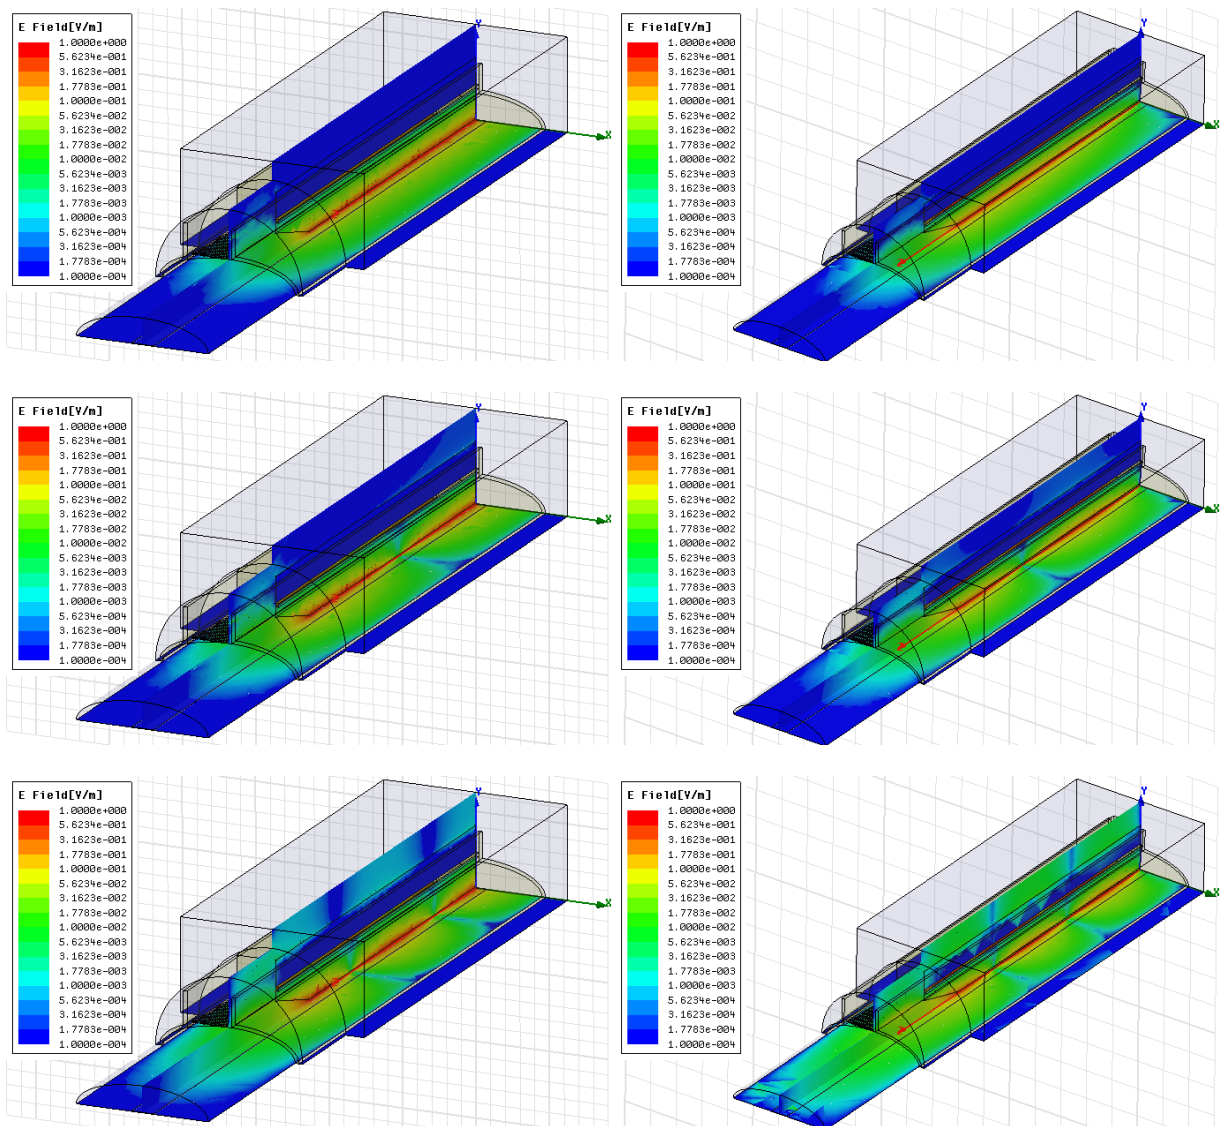 E Field[V/m]
1.0000e+000
5.6234e-001
3.1623e-001
1.7783e-001
1.0000e-001
5.6234e-002
3.1623e-002
1.7783e-002
1.0000e-002
5.6234e-003
3.1623e-003
1.7783e-003
1.0000e-003
5.6234e-004
3.1623e-004
1.7783e-004
1.0000e-004
Y
X
E Field[V/m]
1.0000e+000
5.6234e-001
3.1623e-001
1.7783e-001
1.0000e-001
5.6234e-002
3.1623e-002
1.7783e-002
1.0000e-002
5.6234e-003
3.1623e-003
1.7783e-003
1.0000e-003
5.6234e-004
3.1623e-004
1.7783e-004
1.0000e-004
Y
X
E Field[V/m]
1.0000e+000
5.6234e-001
3.1623e-001
1.7783e-001
1.0000e-001
5.6234e-002
3.1623e-002
1.7783e-002
1.0000e-002
5.6234e-003
3.1623e-003
1.7783e-003
1.0000e-003
5.6234e-004
3.1623e-004
1.7783e-004
1.0000e-004
Y
X
E Field[V/m]
1.0000e+000
5.6234e-001
3.1623e-001
1.7783e-001
1.0000e-001
5.6234e-002
3.1623e-002
1.7783e-002
1.0000e-002
5.6234e-003
3.1623e-003
1.7783e-003
1.0000e-003
5.6234e-004
3.1623e-004
1.7783e-004
1.0000e-004
Y
X
E Field[V/m]
1.0000e+000
5.6234e-001
3.1623e-001
1.7783e-001
1.0000e-001
5.6234e-002
3.1623e-002
1.7783e-002
1.0000e-002
5.6234e-003
3.1623e-003
1.7783e-003
1.0000e-003
5.6234e-004
3.1623e-004
1.7783e-004
1.0000e-004
Y
X
E Field[V/m]
1.0000e+000
5.6234e-001
3.1623e-001
1.7783e-001
1.0000e-001
5.6234e-002
3.1623e-002
1.7783e-002
1.0000e-002
5.6234e-003
3.1623e-003
1.7783e-003
1.0000e-003
5.6234e-004
3.1623e-004
1.7783e-004
1.0000e-004
Y
X